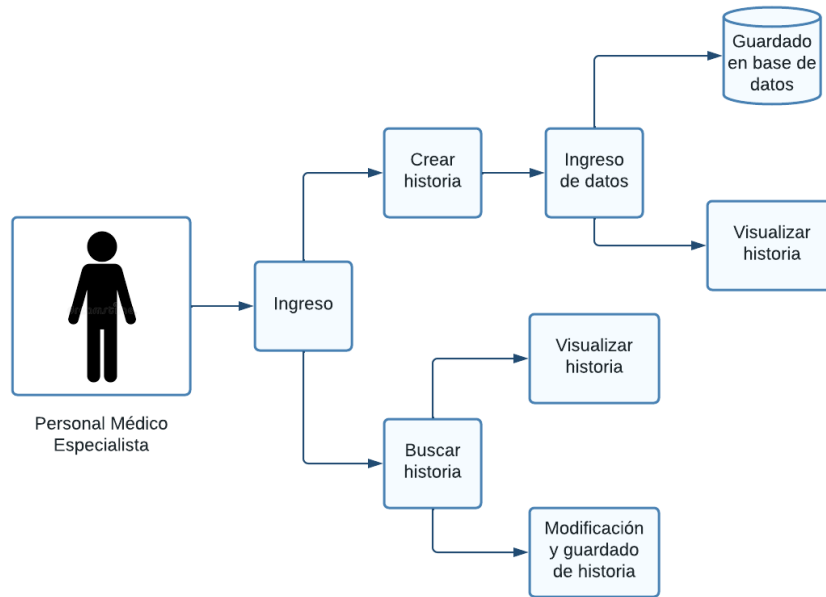 Guardado
en base de
datos
Crear
historia
Ingreso
de datos
Visualizar
historia
Ingreso
Visualizar
historia
Personal Médico
Especialista
Buscar
historia
Modificación
y guardado
de historia